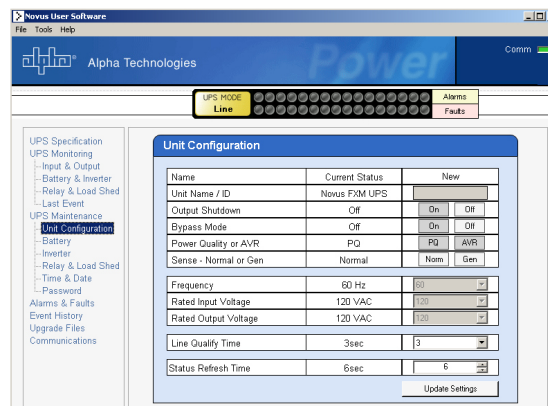 Novus User Software
File Tools Help
Alpha Technologies
Power
Comm
UPS MODE
Line
Alarms
Faults
UPS Specification
UPS Monitoring
Input & Output
Battery & Inverter
Relay & Load Shed
Last Event
UPS Maintenance
Unit Configuration
Battery
Inverter
Relay & Load Shed
Time & Date
Password
Alarms & Faults
Event History
Upgrade Files
Communications
Unit Configuration
Name Current Status New
Unit Name / ID Novus FXM UPS
Output Shutdown Off On Off
Bypass Mode Off On Off
Power Quality or AVR PQ PQ AVR
Sense - Normal or Gen Normal Norm Gen
Frequency 60 Hz 60
Rated Input Voltage 120 VAC 120
Rated Output Voltage 120 VAC 120
Line Qualify Time 3sec 3
Status Refresh Time 6sec 6
Update Settings